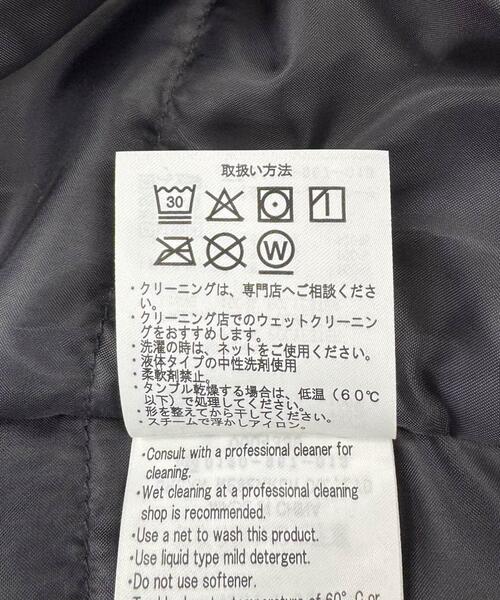 取扱い方法
30
W
・クリーニングは、専門店へご相談くださ
い。
・クリーニング店でのウェットクリーニン
グをおすすめします。
・洗濯の時は、ネットをご使用ください。
・液体タイプの中性洗剤使用
柔軟剤禁止。
・タンブル乾燥する場合は、低温（６０℃
以下）で処理してください。
・形を整えてから干してください。
・スチームで浮かしアイロン。
・Consult with a professional cleaner for
cleaning.
・Wet cleaning at a professional cleaning
shop is recommended.
・Use a net to wash this product.
・Use liquid type mild detergent.
・Do not use softener.
temperature of 60° C or